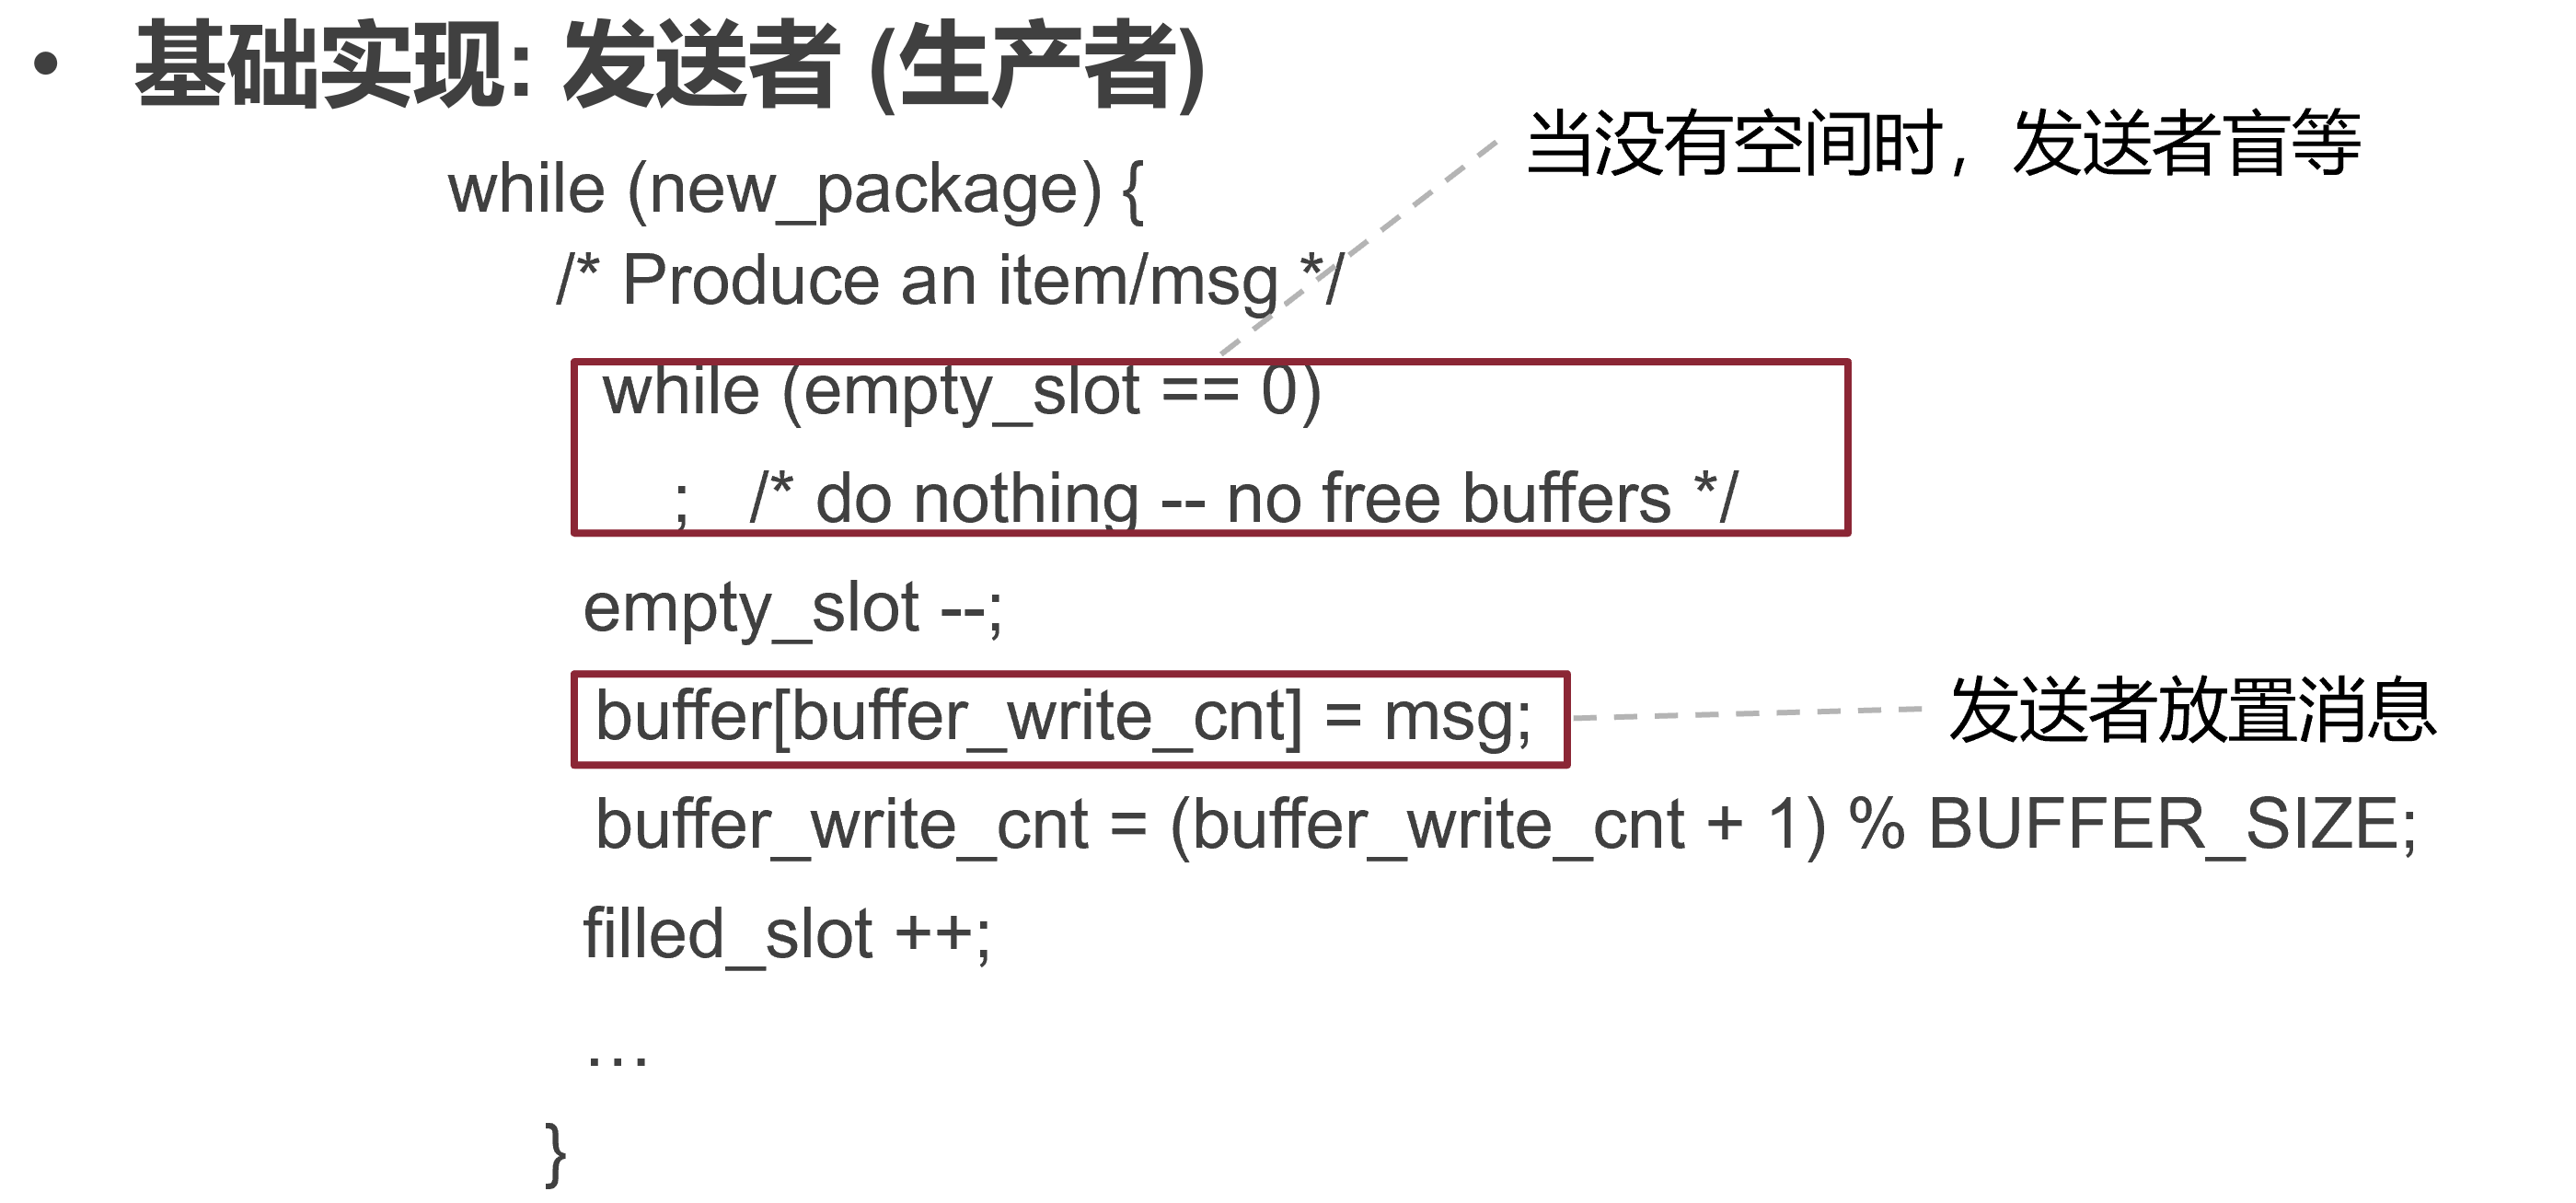 • 基础实现: 发送者 (生产者)
当没有空间时，发送者盲等
while (new_package) {
/* Produce an item/msg */
while (empty_slot == 0)
; /* do nothing -- no free buffers */
empty_slot --;
buffer[buffer_write_cnt] = msg;
发送者放置消息
buffer_write_cnt = (buffer_write_cnt + 1) % BUFFER_SIZE;
filled_slot ++;
…
}